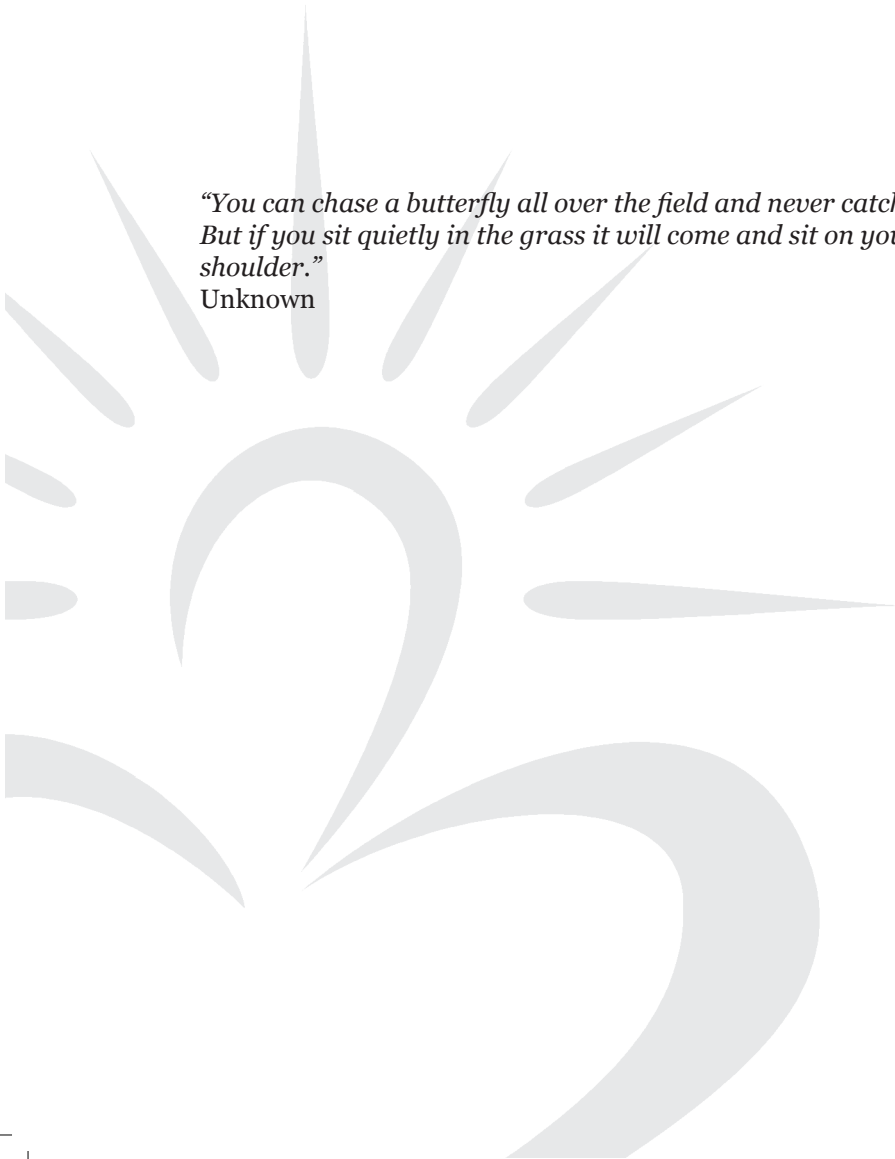 “You can chase a butterfly all over the field and never catch
But if you sit quietly in the grass it will come and sit on you
shoulder.”
Unknown